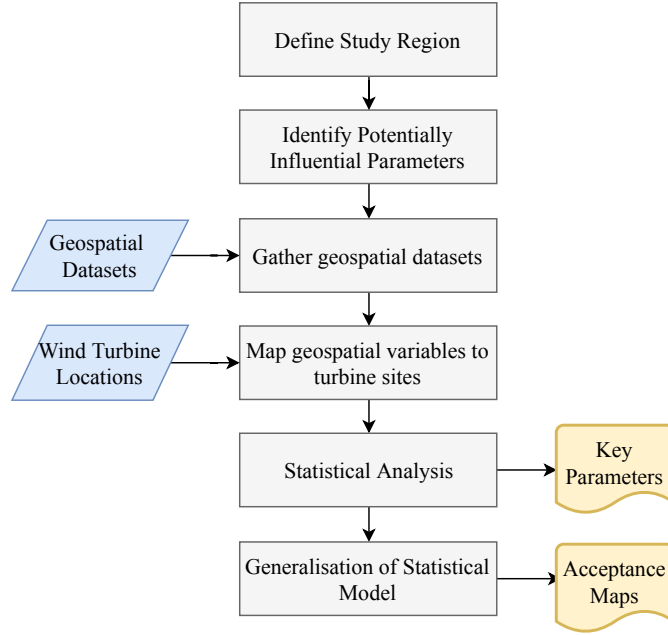 Define Study Region
Identify Potentially
Influential Parameters
Geospatial
Datasets
Gather geospatial datasets
Wind Turbine
Locations
Map geospatial variables to
turbine sites
Statistical Analysis
Key
Parameters
Generalisation of Statistical
Model
Acceptance
Maps